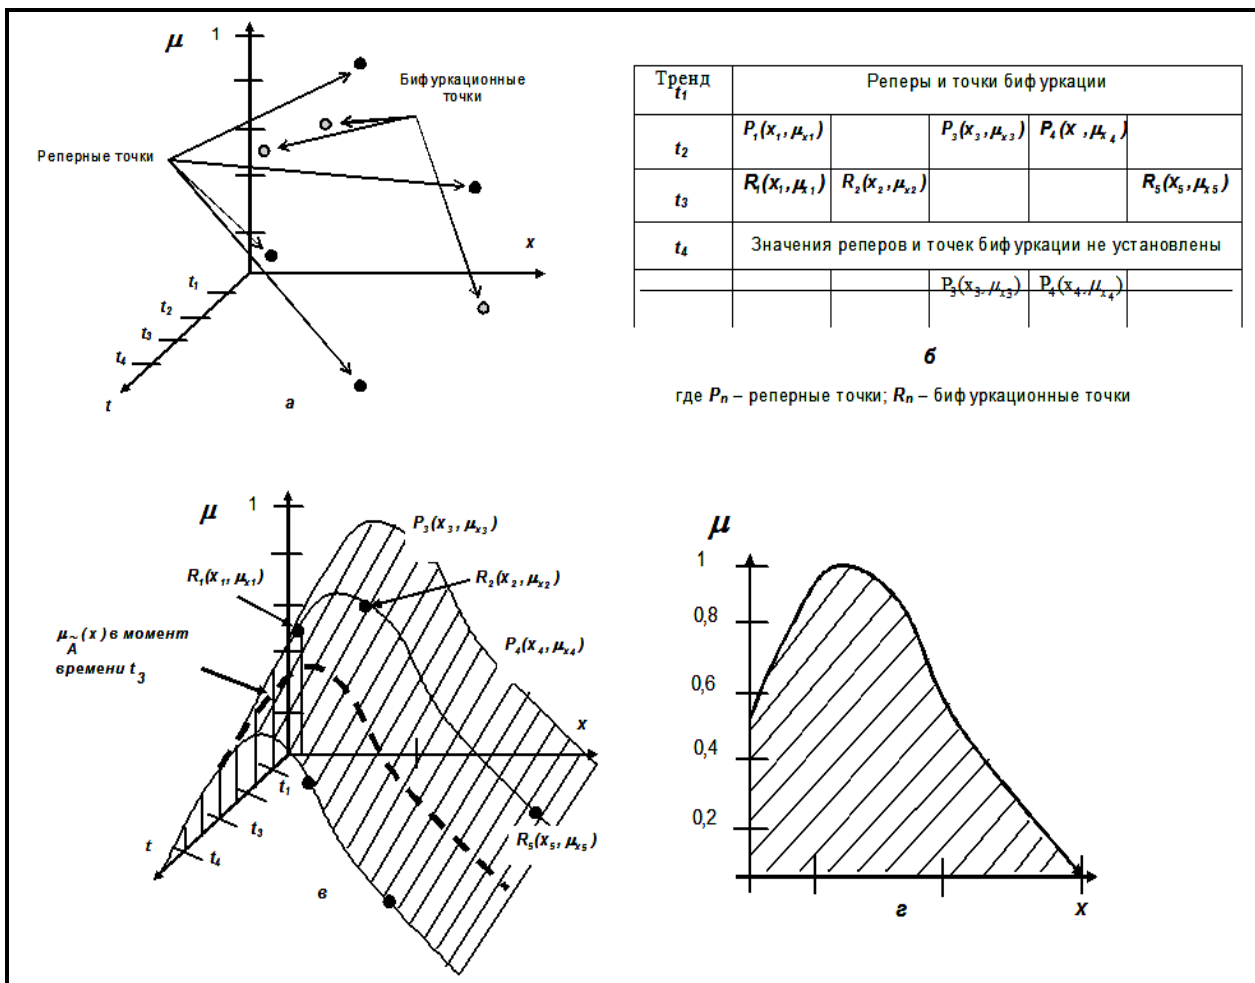 μ
1
Бифуркационные
точки
Реперные точки
x
t₁
t₂
t₃
t₄
t
а
Тренд
t₁
Реперы и точки бифуркации
t₂
P₁(x₁, μₓ₁)
P₃(x₃, μₓ₃)
P₄(x , μₓ ₄)
t₃
R₁(x₁, μₓ₁)
R₂(x₂, μₓ₂)
R₅(x₅, μₓ₅)
t₄
Значения реперов и точек бифуркации не установлены
P₃(x₃, μₓ₃)
P₄(x₄, μₓ₄)
б
где Pn – реперные точки; Rn – бифуркационные точки
μ
1
P₃(x₃, μₓ₃)
R₁(x₁, μₓ₁)
R₂(x₂, μₓ₂)
μ_Ã(x) в момент
времени t₃
P₄(x₄, μₓ₄)
x
t₁
t₃
t₄
t
R₅(x₅, μₓ₅)
в
μ
1
0,8
0,6
0,4
0,2
г
x